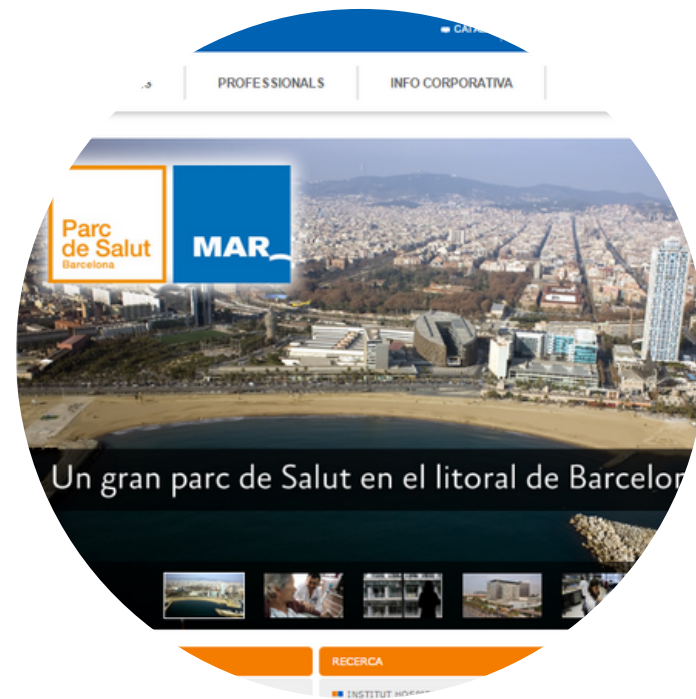 PROFESSIONALS
INFO CORPORATIVA
Parc
de Salut
Barcelona
MAR
Un gran parc de Salut en el litoral de Barcelon
RECERCA
INSTITUT